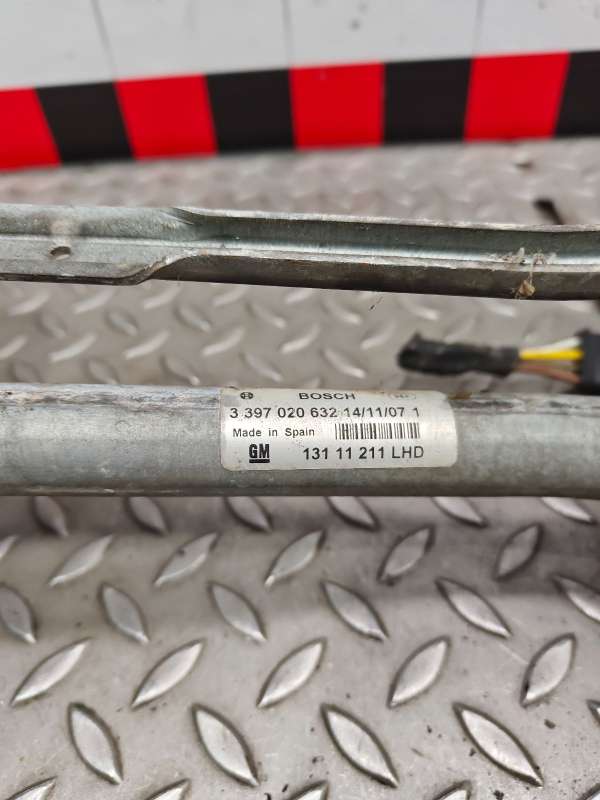 BOSCH
3 397 020 632 14/11/07 1
Made in Spain
GM 131 11 211 LHD